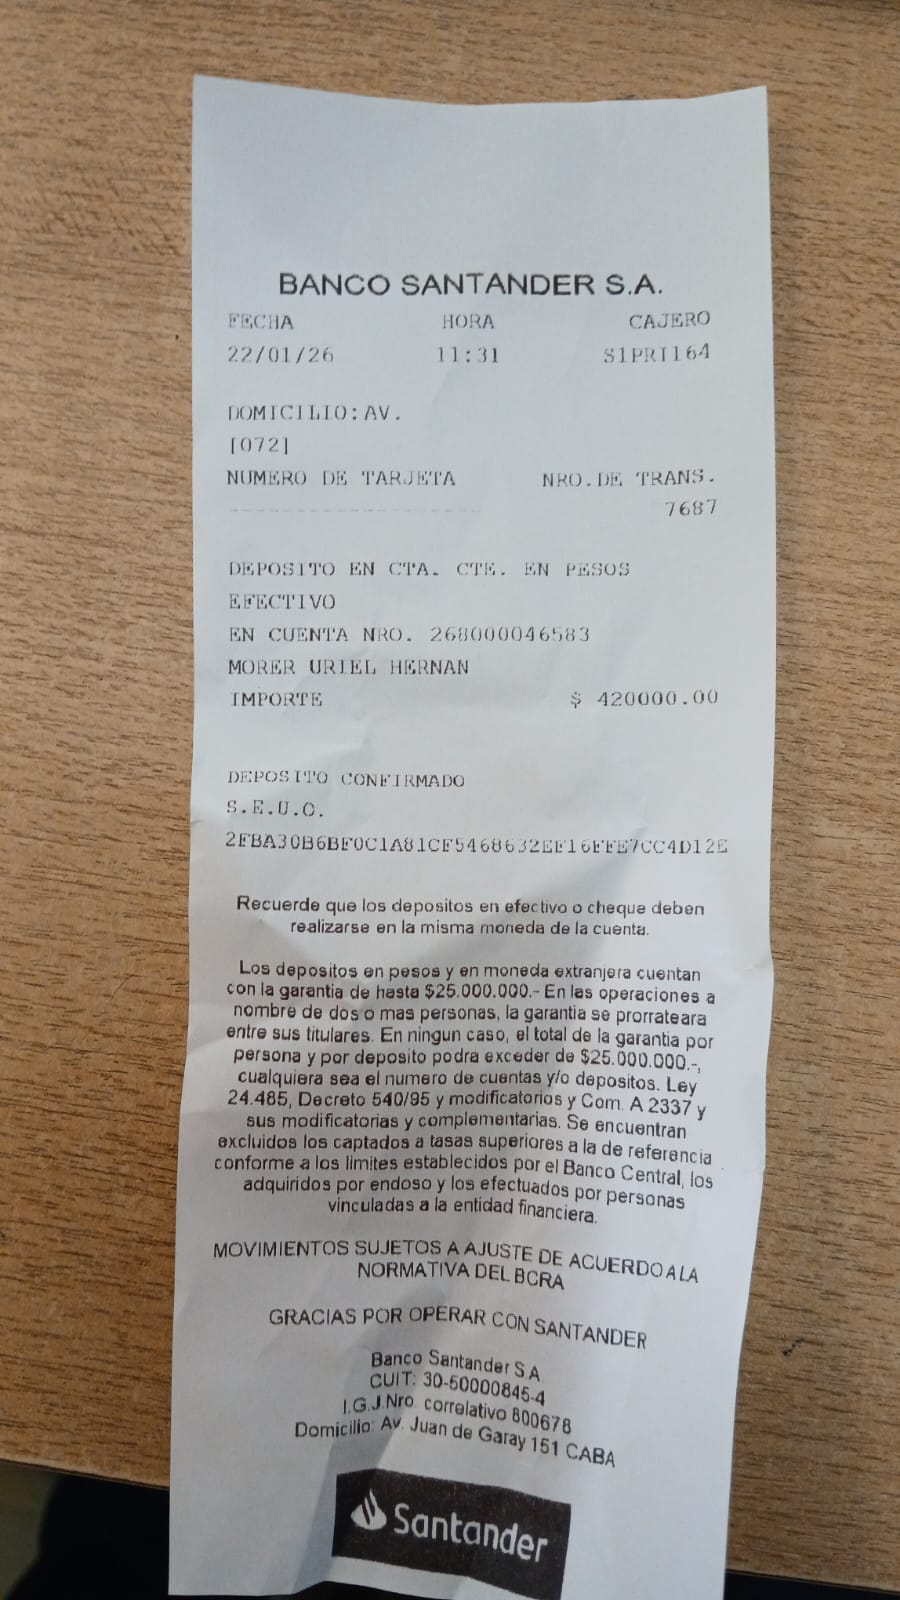 BANCO SANTANDER S.A.
FECHA HORA CAJERO
22/01/26 11:31 S1PRI164
DOMICILIO:AV.
[072]
NUMERO DE TARJETA NRO.DE TRANS.
7687
DEPOSITO EN CTA. CTE. EN PESOS
EFECTIVO
EN CUENTA NRO. 268000046583
MORER URIEL HERNAN
IMPORTE $ 420000.00
DEPOSITO CONFIRMADO
S.E.U.O.
2FBA30B6BF0C1A81CF5468632EF16FFE7CC4D12E
Recuerde que los depositos en efectivo o cheque deben
realizarse en la misma moneda de la cuenta.
Los depositos en pesos y en moneda extranjera cuentan
con la garantia de hasta $25.000.000.- En las operaciones a
nombre de dos o mas personas, la garantia se prorrateara
entre sus titulares. En ningun caso, el total de la garantia por
persona y por deposito podra exceder de $25.000.000.-,
cualquiera sea el numero de cuentas y/o depositos. Ley
24.485, Decreto 540/95 y modificatorios y Com. A 2337 y
sus modificatorias y complementarias. Se encuentran
excluidos los captados a tasas superiores a la de referencia
conforme a los limites establecidos por el Banco Central, los
adquiridos por endoso y los efectuados por personas
vinculadas a la entidad financiera.
MOVIMIENTOS SUJETOS A AJUSTE DE ACUERDO A LA
NORMATIVA DEL BCRA
GRACIAS POR OPERAR CON SANTANDER
Banco Santander S.A.
CUIT: 30-50000845-4
I.G.J.Nro. correlativo 800678
Domicilio: Av. Juan de Garay 151 CABA
Santander